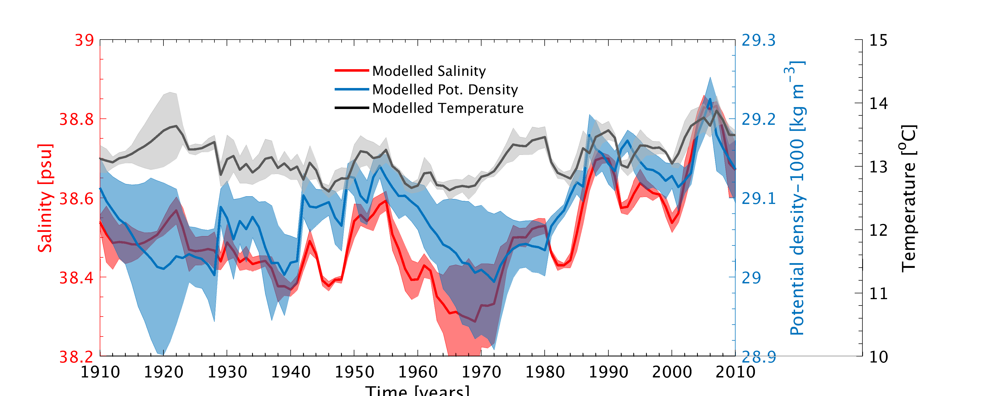 39
38.8
38.6
38.4
38.2
Salinity [psu]
Modelled Salinity
Modelled Pot. Density
Modelled Temperature
29.3
29.2
29.1
29
28.9
Potential density-1000 [kg m⁻³]
15
14
13
12
11
10
Temperature [°C]
1910 1920 1930 1940 1950 1960 1970 1980 1990 2000 2010
Time [years]